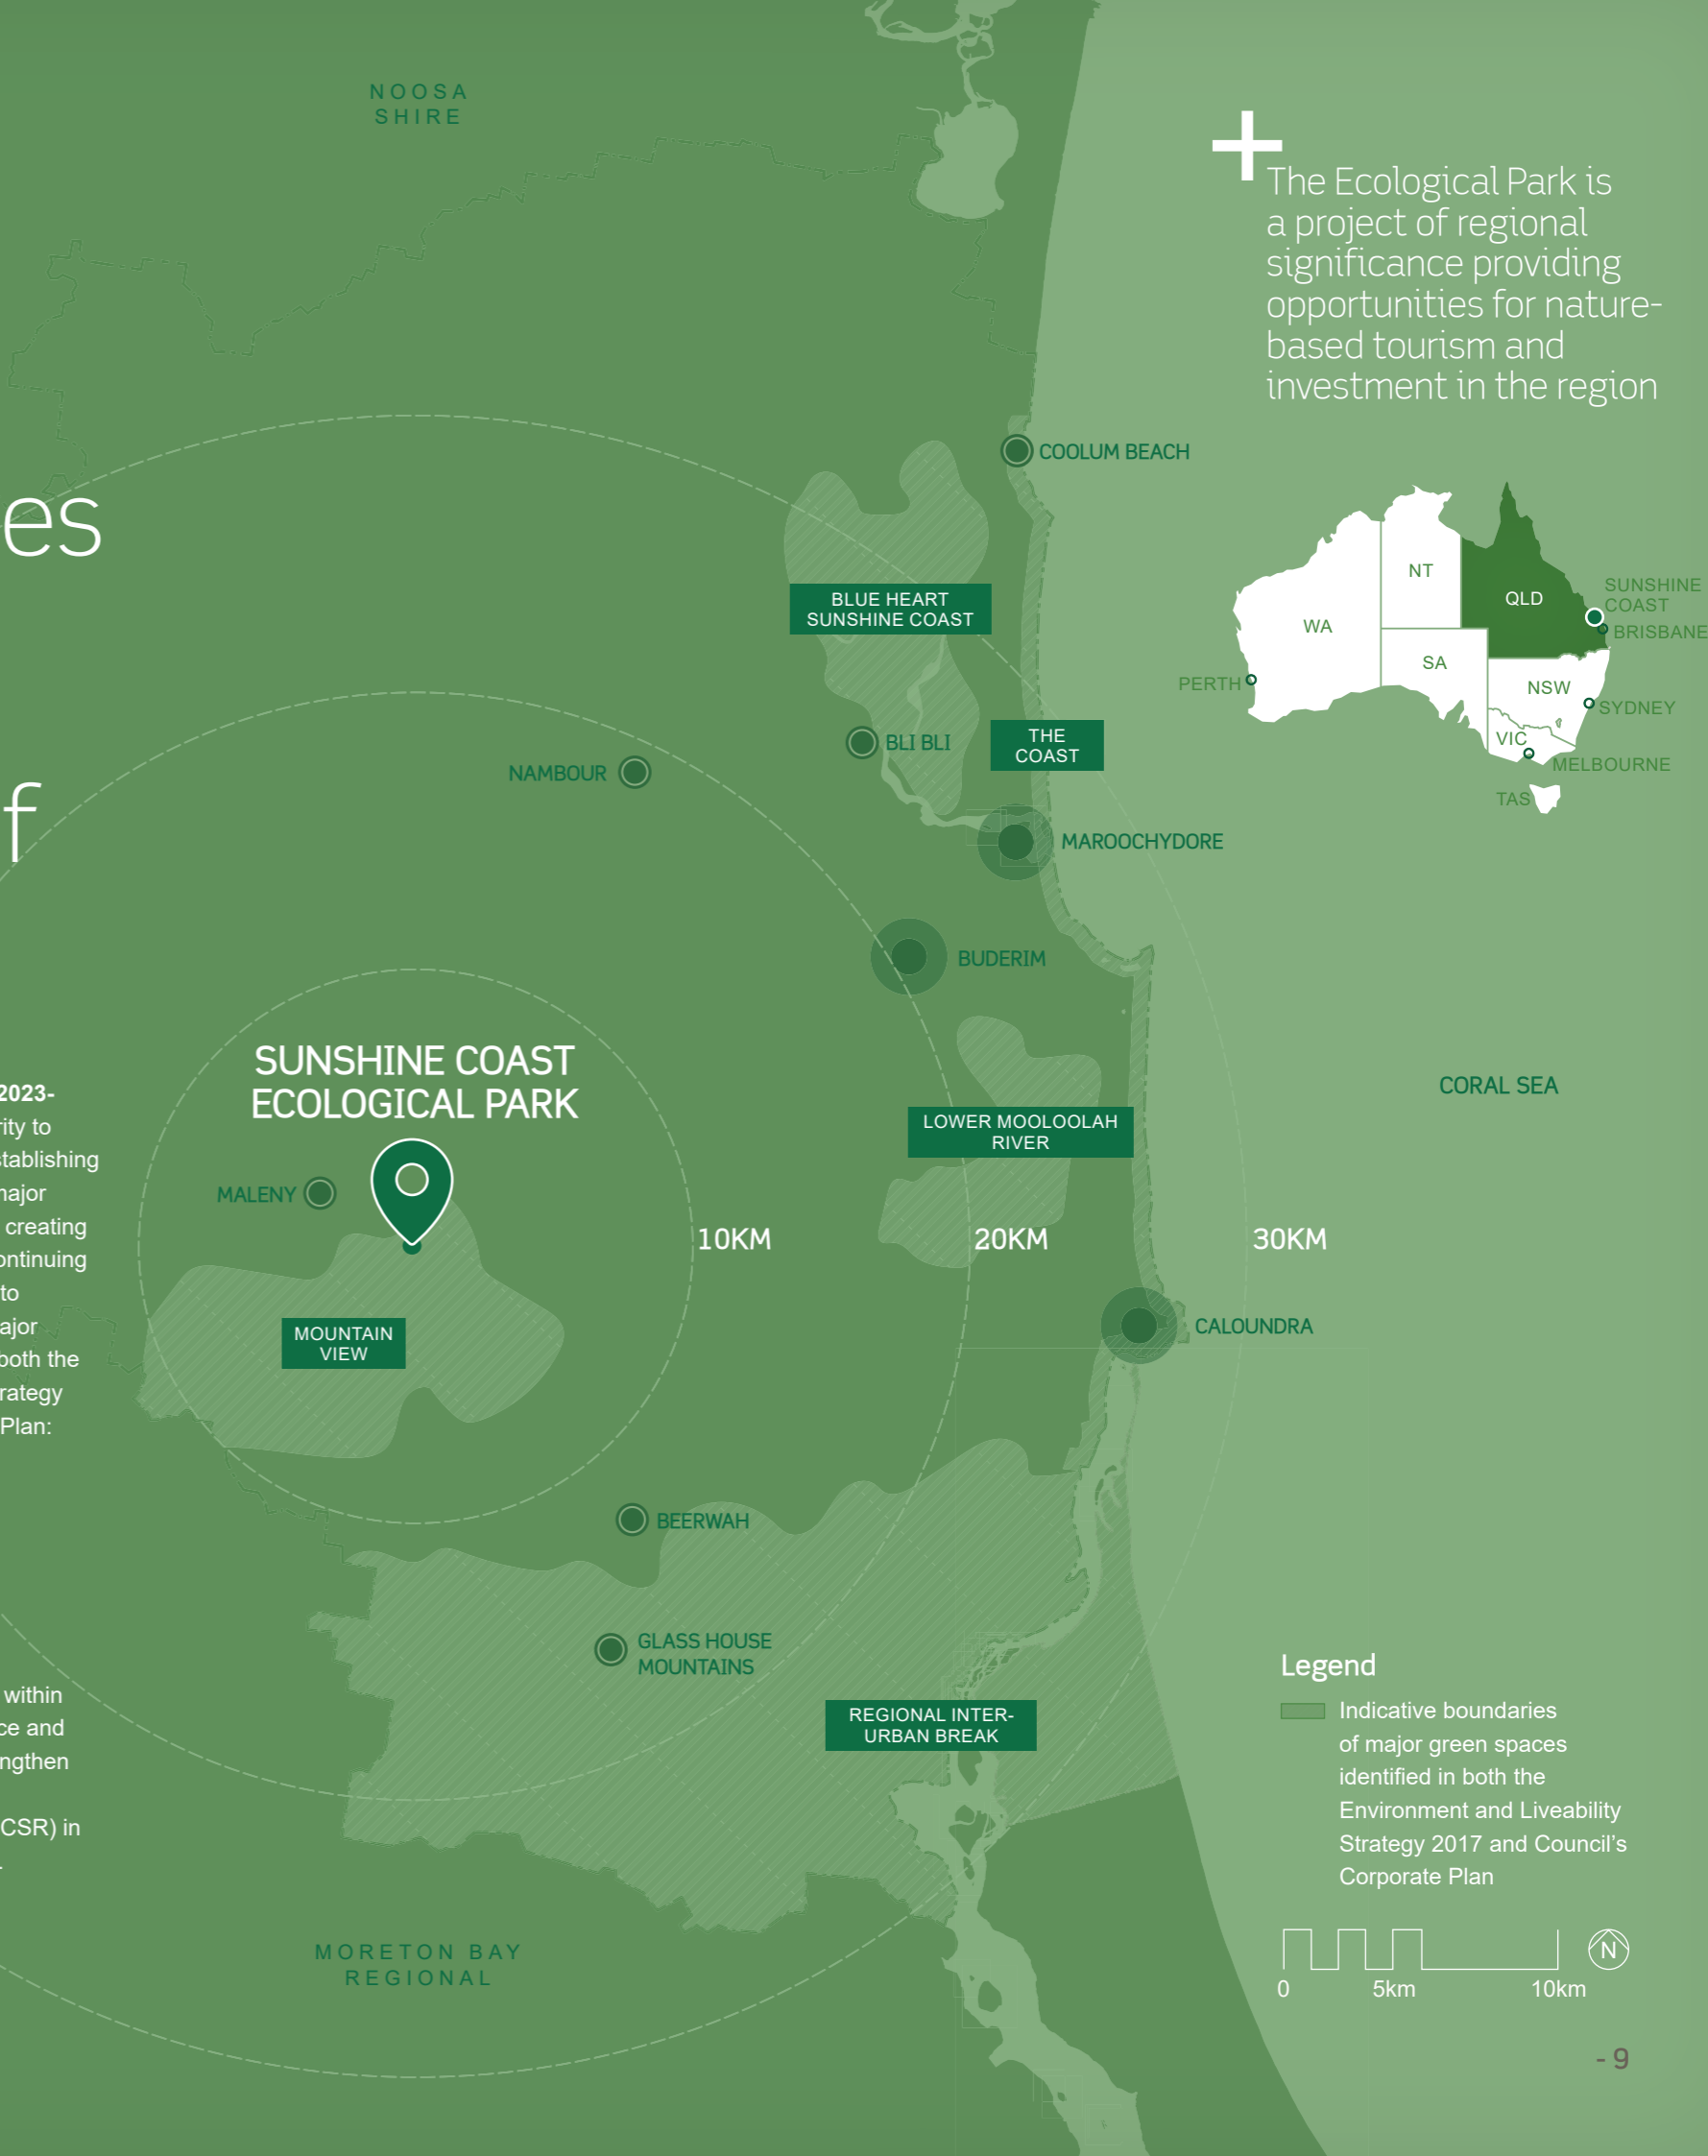 NOOSA
SHIRE
The Ecological Park is
a project of regional
significance providing
opportunities for nature-
based tourism and
investment in the region
es
f
COOLUM BEACH
BLUE HEART
SUNSHINE COAST
BLI BLI
NAMBOUR
THE
COAST
MAROOCHYDORE
BUDERIM
NT
QLD
WA
SA
NSW
VIC
TAS
SUNSHINE
COAST
BRISBANE
PERTH
SYDNEY
MELBOURNE
SUNSHINE COAST
ECOLOGICAL PARK
MALENY
MOUNTAIN
VIEW
LOWER MOOLOOLAH
RIVER
CORAL SEA
10KM
20KM
30KM
CALOUNDRA
2023-
rity to
stablishing
major
creating
ontinuing
to
ajor
both the
rategy
Plan:
BEERWAH
GLASS HOUSE
MOUNTAINS
REGIONAL INTER-
URBAN BREAK
within
ce and
ngthen
CSR) in
MORETON BAY
REGIONAL
Legend
Indicative boundaries
of major green spaces
identified in both the
Environment and Liveability
Strategy 2017 and Council's
Corporate Plan
0 5km 10km
N
- 9